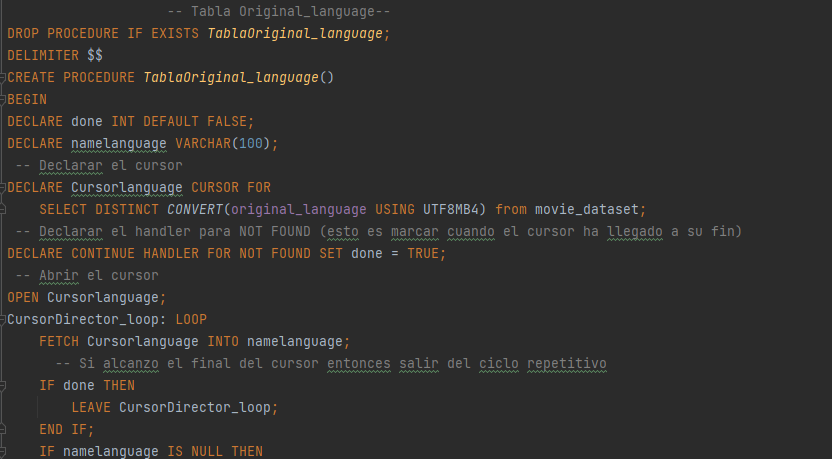 -- Tabla Original_language--
DROP PROCEDURE IF EXISTS TablaOriginal_language;
DELIMITER $$
CREATE PROCEDURE TablaOriginal_language()
BEGIN
DECLARE done INT DEFAULT FALSE;
DECLARE namelanguage VARCHAR(100);
-- Declarar el cursor
DECLARE Cursorlanguage CURSOR FOR
SELECT DISTINCT CONVERT(original_language USING UTF8MB4) from movie_dataset;
-- Declarar el handler para NOT FOUND (esto es marcar cuando el cursor ha llegado a su fin)
DECLARE CONTINUE HANDLER FOR NOT FOUND SET done = TRUE;
-- Abrir el cursor
OPEN Cursorlanguage;
CursorDirector_loop: LOOP
FETCH Cursorlanguage INTO namelanguage;
-- Si alcanzo el final del cursor entonces salir del ciclo repetitivo
IF done THEN
LEAVE CursorDirector_loop;
END IF;
IF namelanguage IS NULL THEN